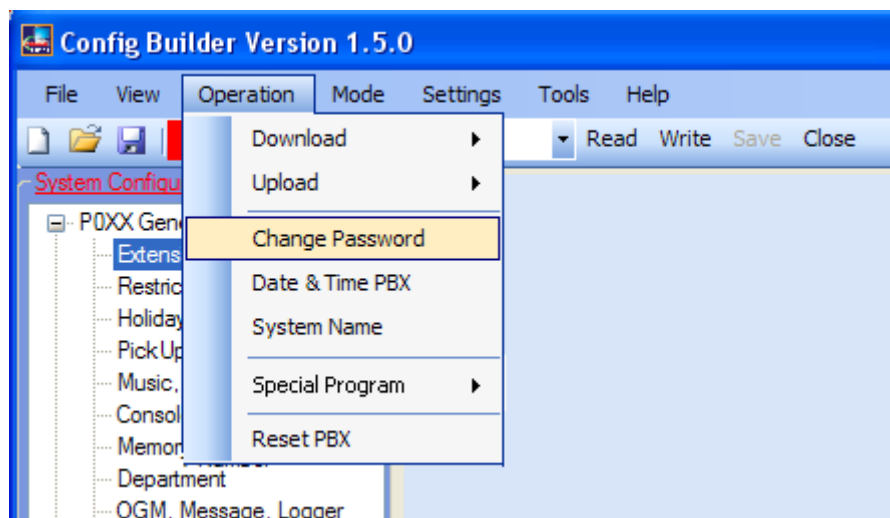 Config Builder Version 1.5.0
File View Operation Mode Settings Tools Help
Read Write Save Close
System Configu
P0XX Gen
Extens
Restric
Holiday
Pick Up
Music,
Consol
Memor
Department
OGM, Message, Logger
Download
Upload
Change Password
Date & Time PBX
System Name
Special Program
Reset PBX